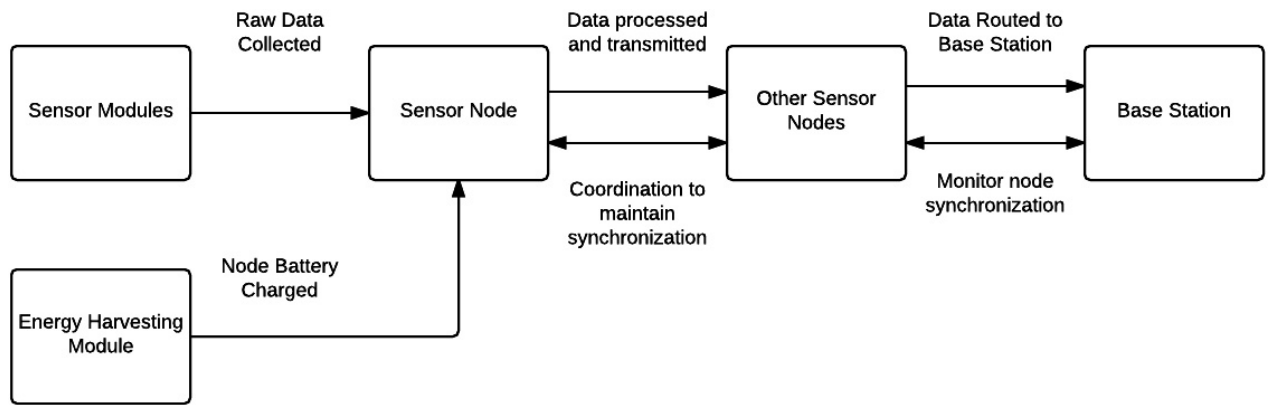 Raw Data
Collected
Data processed
and transmitted
Data Routed to
Base Station
Sensor Modules
Sensor Node
Other Sensor
Nodes
Base Station
Coordination to
maintain
synchronization
Monitor node
synchronization
Node Battery
Charged
Energy Harvesting
Module